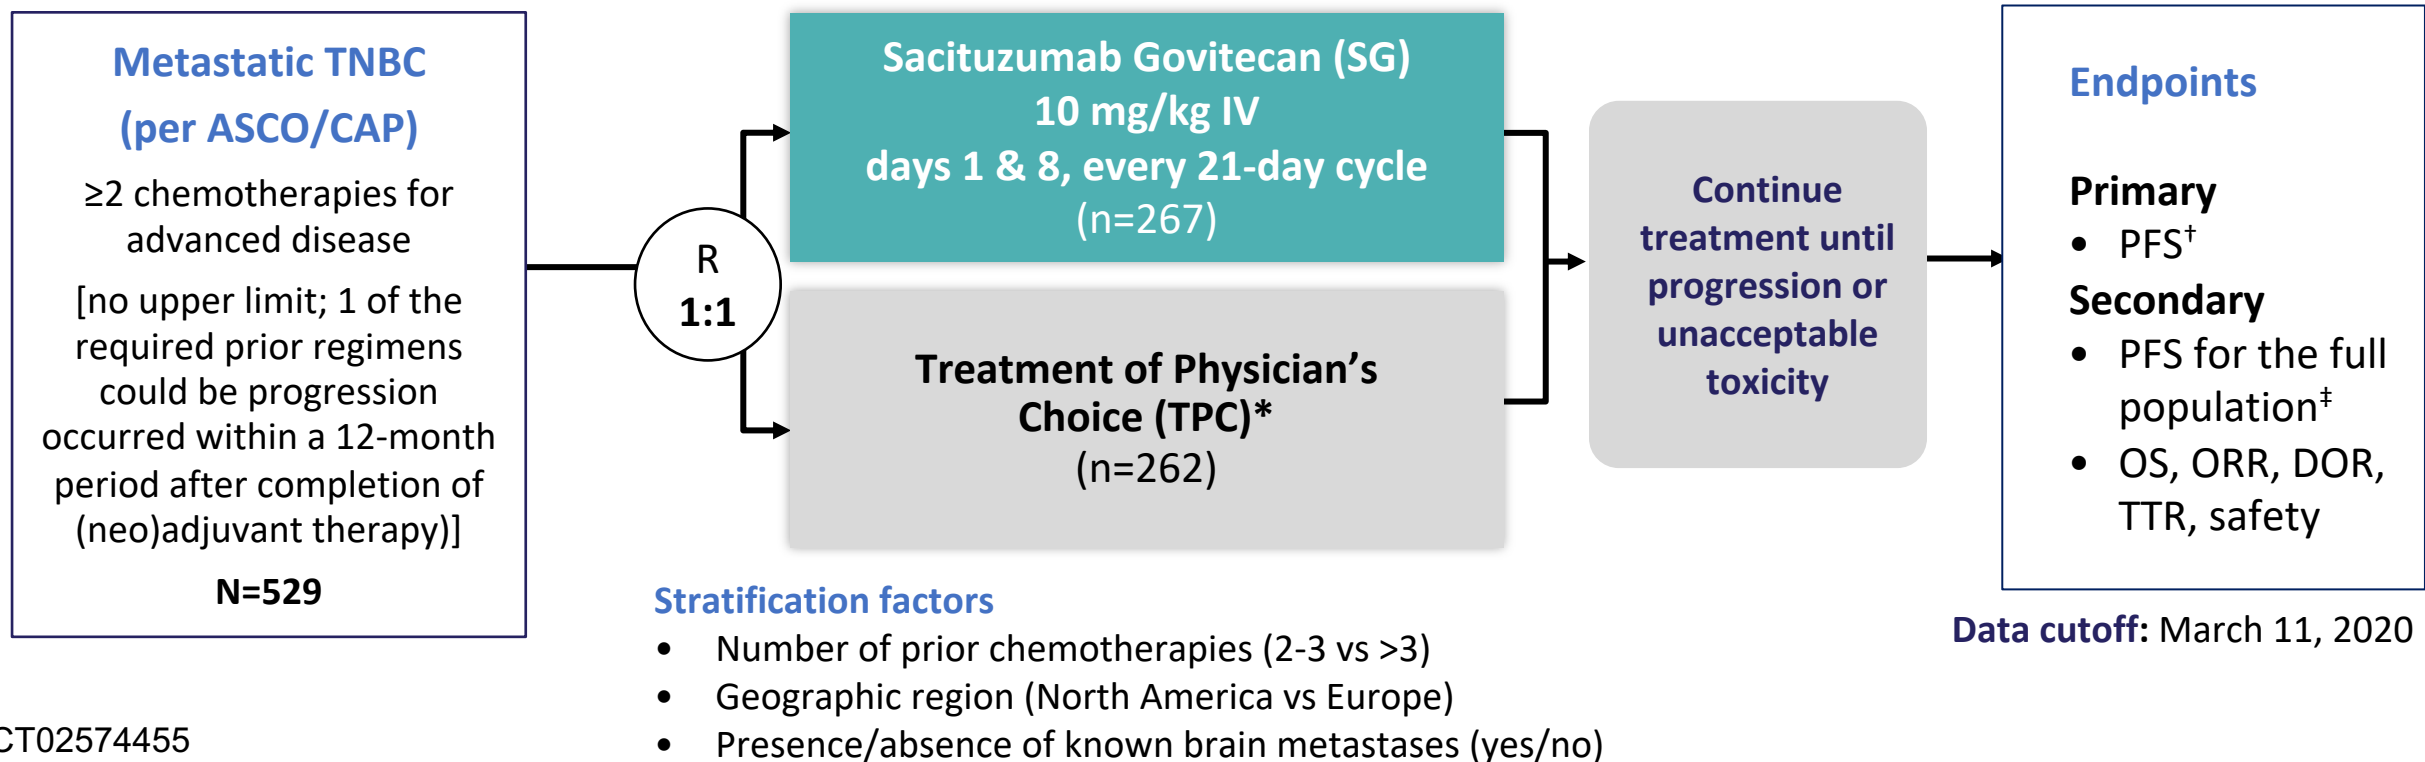 Metastatic TNBC
(per ASCO/CAP)
≥2 chemotherapies for
advanced disease
[no upper limit; 1 of the
required prior regimens
could be progression
occurred within a 12-month
period after completion of
(neo)adjuvant therapy)]
N=529
R
1:1
Sacituzumab Govitecan (SG)
10 mg/kg IV
days 1 & 8, every 21-day cycle
(n=267)
Treatment of Physician’s
Choice (TPC)*
(n=262)
Continue
treatment until
progression or
unacceptable
toxicity
Endpoints
Primary
• PFS†
Secondary
• PFS for the full
population‡
• OS, ORR, DOR,
TTR, safety
Data cutoff: March 11, 2020
Stratification factors
• Number of prior chemotherapies (2-3 vs >3)
• Geographic region (North America vs Europe)
• Presence/absence of known brain metastases (yes/no)
CT02574455